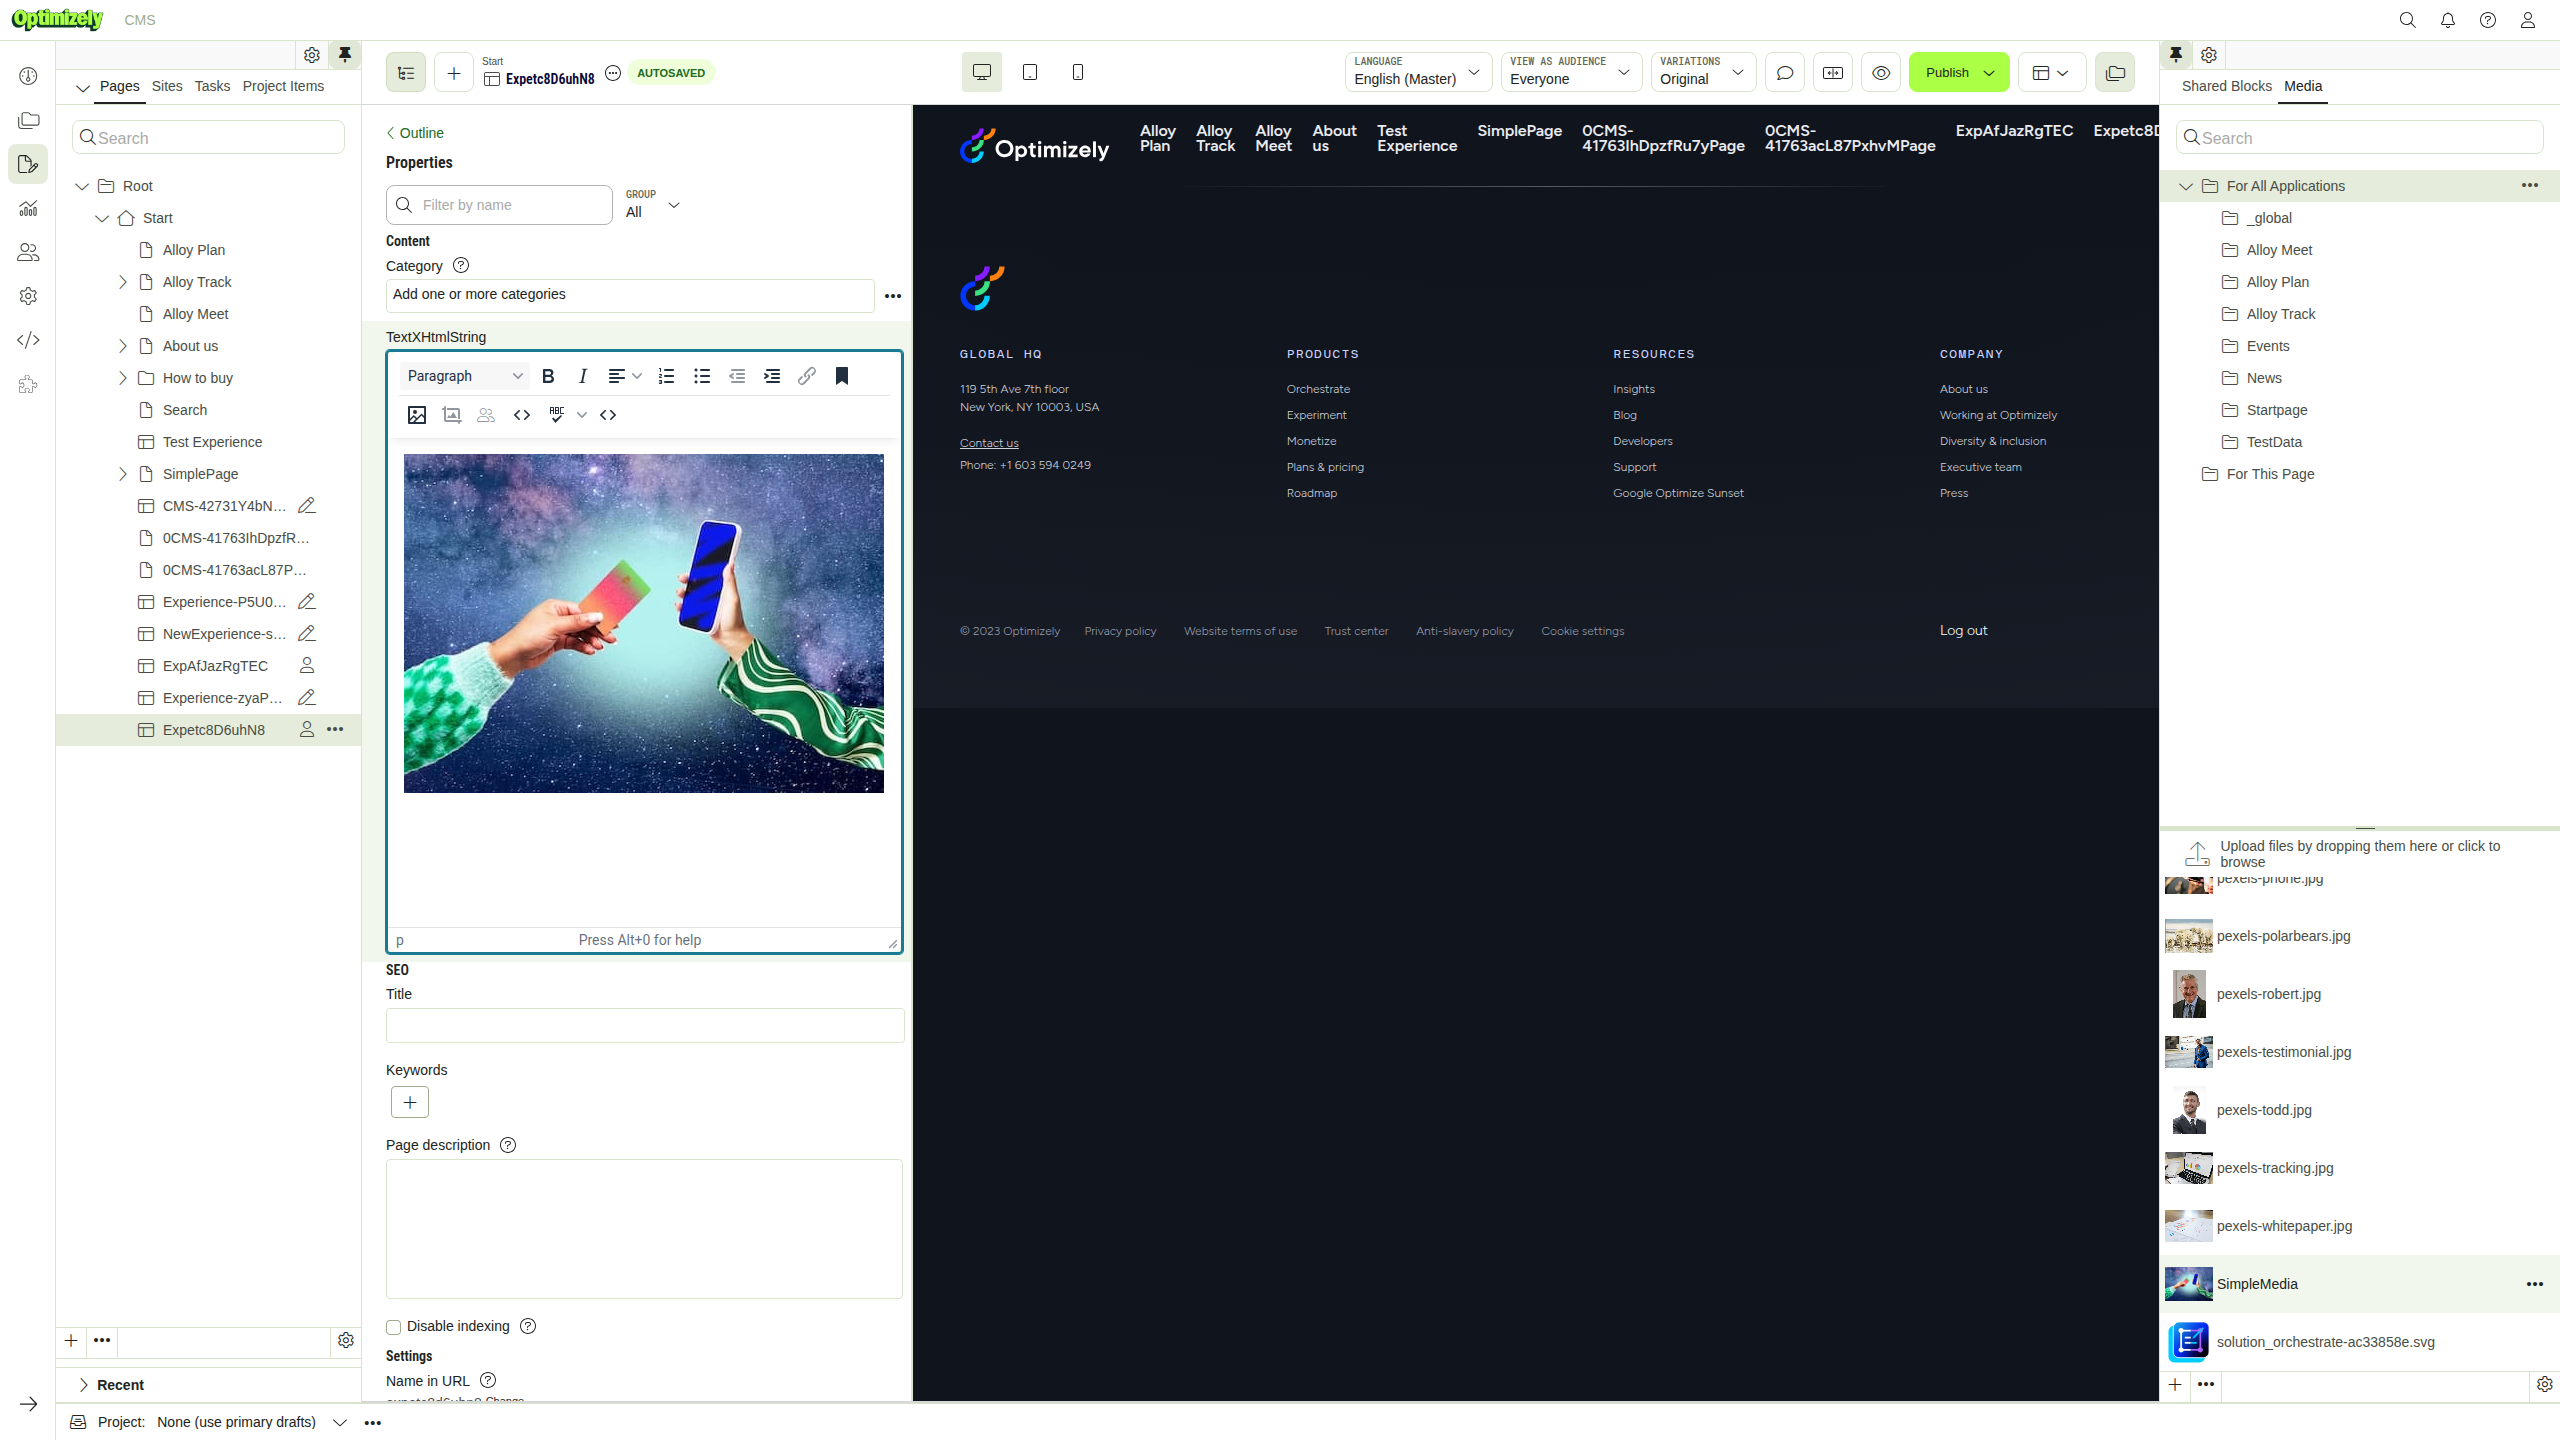 Optimizely CMS
Pages Sites Tasks Project Items
Search
Root
Start
Alloy Plan
Alloy Track
Alloy Meet
About us
How to buy
Search
Test Experience
SimplePage
CMS-42731Y4bN...
0CMS-41763IhDpzfR...
0CMS-41763acL87P...
Experience-P5U0...
NewExperience-s...
ExpAfJazRgTEC
Experience-zyaP...
Expetc8D6uhN8
Recent
Project: None (use primary drafts)
Start
Expetc8D6uhN8
AUTOSAVED
LANGUAGE
English (Master)
VIEW AS AUDIENCE
Everyone
VARIATIONS
Original
Publish
Outline
Properties
Filter by name
GROUP
All
Content
Category
Add one or more categories
TextXHtmlString
Paragraph
ABC
p Press Alt+0 for help
SEO
Title
Keywords
Page description
Disable indexing
Settings
Name in URL
Change
Optimizely
Alloy Plan
Alloy Track
Alloy Meet
About us
Test Experience
SimplePage
0CMS-41763IhDpzfRu7yPage
0CMS-41763acL87PxhvMPage
ExpAfJazRgTEC
GLOBAL HQ
119 5th Ave 7th floor
New York, NY 10003, USA
Contact us
Phone: +1 603 594 0249
PRODUCTS
Orchestrate
Experiment
Monetize
Plans & pricing
Roadmap
RESOURCES
Insights
Blog
Developers
Support
Google Optimize Sunset
COMPANY
About us
Working at Optimizely
Diversity & inclusion
Executive team
Press
© 2023 Optimizely Privacy policy Website terms of use Trust center Anti-slavery policy Cookie settings Log out
Shared Blocks Media
Search
For All Applications
_global
Alloy Meet
Alloy Plan
Alloy Track
Events
News
Startpage
TestData
For This Page
Upload files by dropping them here or click to
browse
pexels-phone.jpg
pexels-polarbears.jpg
pexels-robert.jpg
pexels-testimonial.jpg
pexels-todd.jpg
pexels-tracking.jpg
pexels-whitepaper.jpg
SimpleMedia
solution_orchestrate-ac33858e.svg